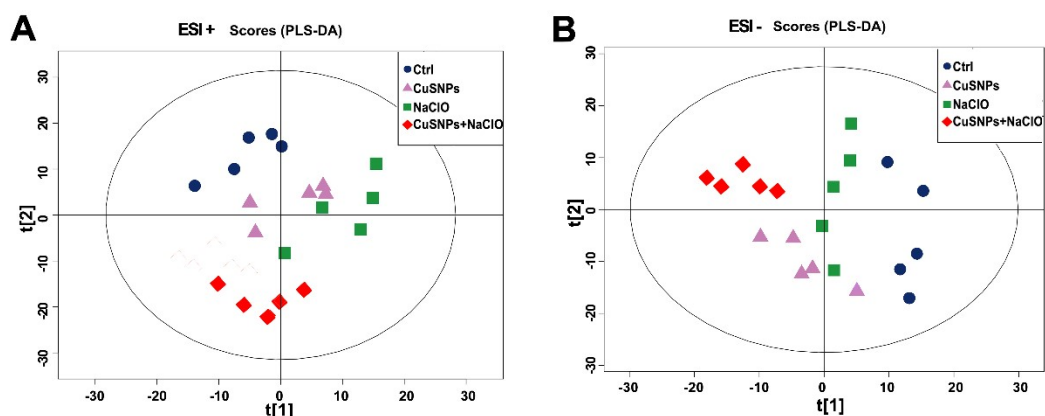 A
ESI+ Scores (PLS-DA)
Ctrl
CuSNPs
NaClO
CuSNPs+NaClO
t[2]
30
20
10
0
-10
-20
-30
-30
-20
-10
0
10
20
30
t[1]
B
ESI- Scores (PLS-DA)
Ctrl
CuSNPs
NaClO
CuSNPs+NaClO
t[2]
30
20
10
0
-10
-20
-30
-30
-20
-10
0
10
20
30
t[1]